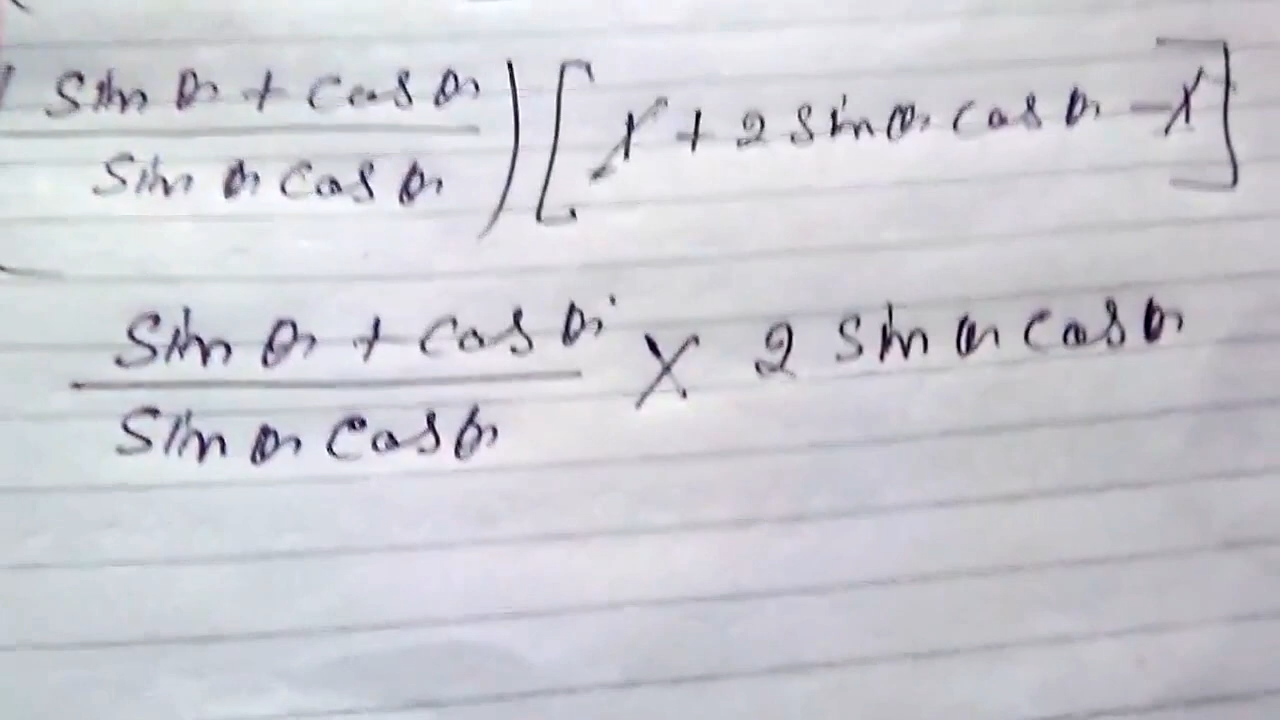 sin θ + cos θ / sin θ cos θ ) [ 1 + 2 sin θ cos θ - 1 ]
sin θ + cos θ / sin θ cos θ × 2 sin θ cos θ